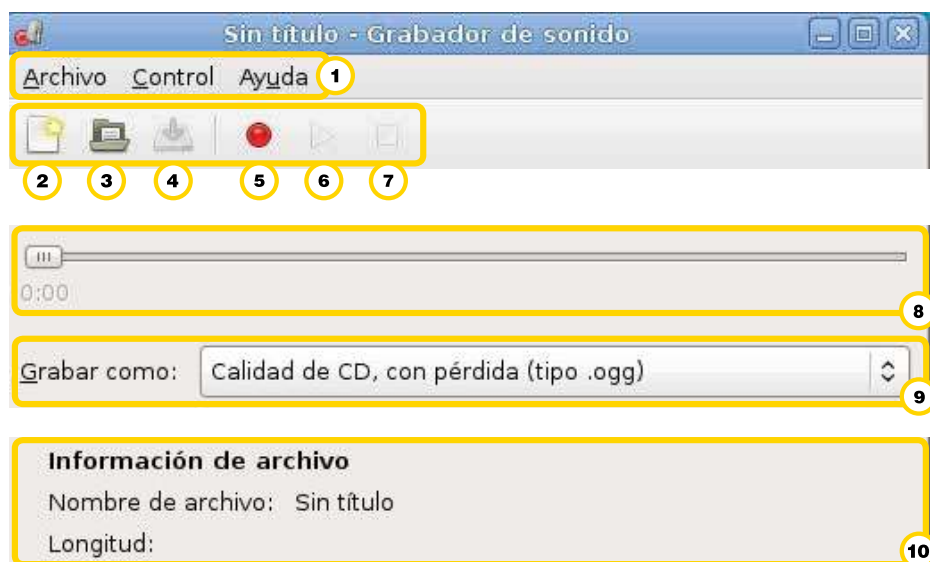 Sin título - Grabador de sonido
Archivo Control Ayuda 1
2 3 4 5 6 7
0:00
8
Grabar como: Calidad de CD, con pérdida (tipo .ogg)
9
Información de archivo
Nombre de archivo: Sin título
Longitud:
10